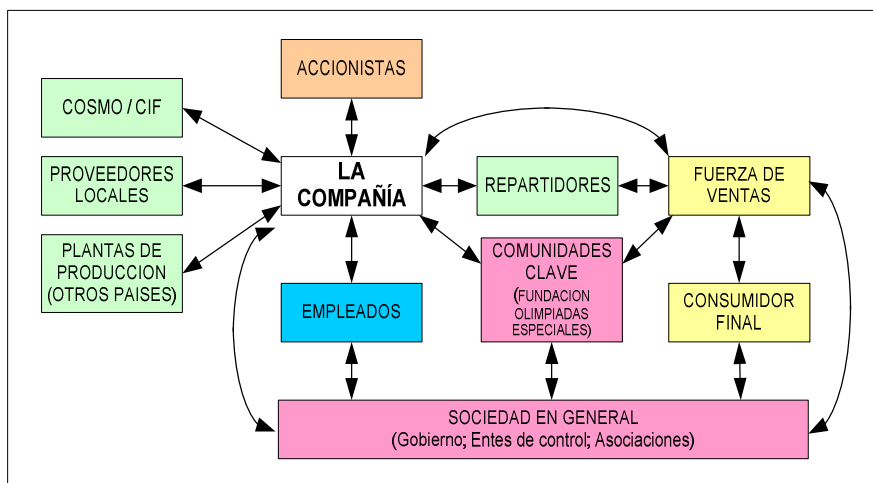 ACCIONISTAS
COSMO / CIF
LA
COMPAÑÍA
PROVEEDORES
LOCALES
REPARTIDORES
FUERZA DE
VENTAS
PLANTAS DE
PRODUCCION
(OTROS PAISES)
EMPLEADOS
COMUNIDADES
CLAVE
(FUNDACION
OLIMPIADAS
ESPECIALES)
CONSUMIDOR
FINAL
SOCIEDAD EN GENERAL
(Gobierno; Entes de control; Asociaciones)